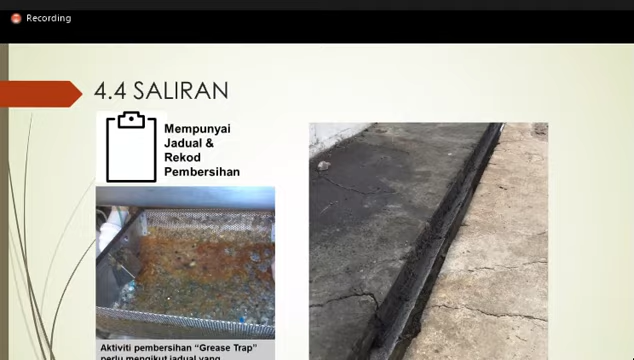 Recording
4.4 SALIRAN
Mempunyai
Jadual &
Rekod
Pembersihan
Aktiviti pembersihan “Grease Trap”
perlu mengikut jadual yang